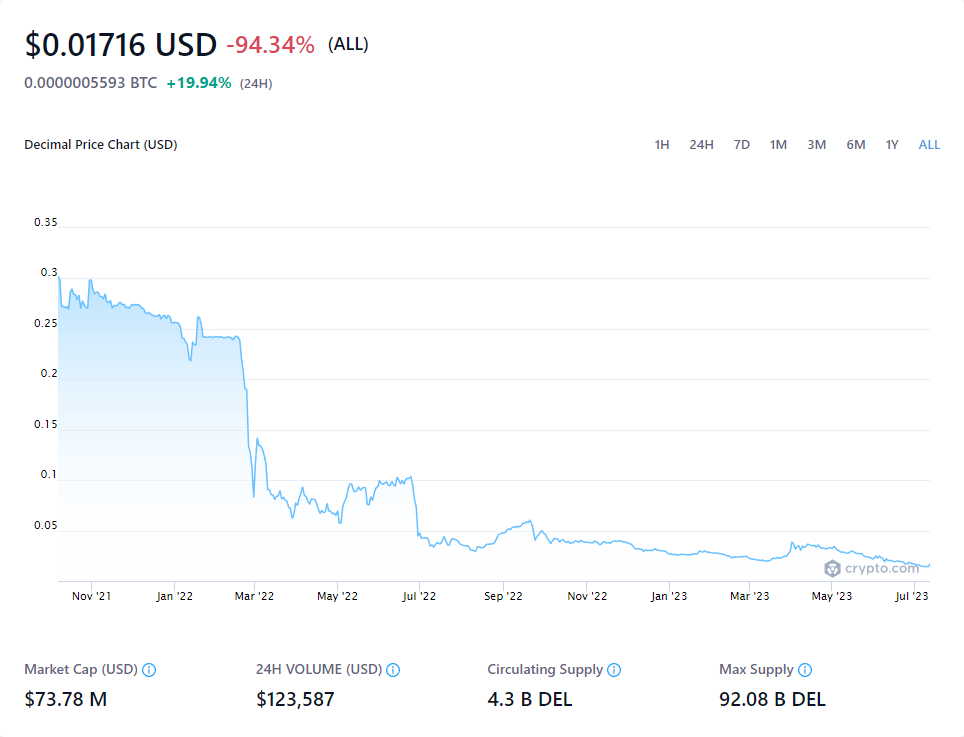 $0.01716 USD -94.34% (ALL)
0.0000005593 BTC +19.94% (24H)
Decimal Price Chart (USD) 1H 24H 7D 1M 3M 6M 1Y ALL
0.35
0.3
0.25
0.2
0.15
0.1
0.05
crypto.com
Nov '21 Jan '22 Mar '22 May '22 Jul '22 Sep '22 Nov '22 Jan '23 Mar '23 May '23 Jul '23
Market Cap (USD) 24H VOLUME (USD) Circulating Supply Max Supply
$73.78 M $123,587 4.3 B DEL 92.08 B DEL